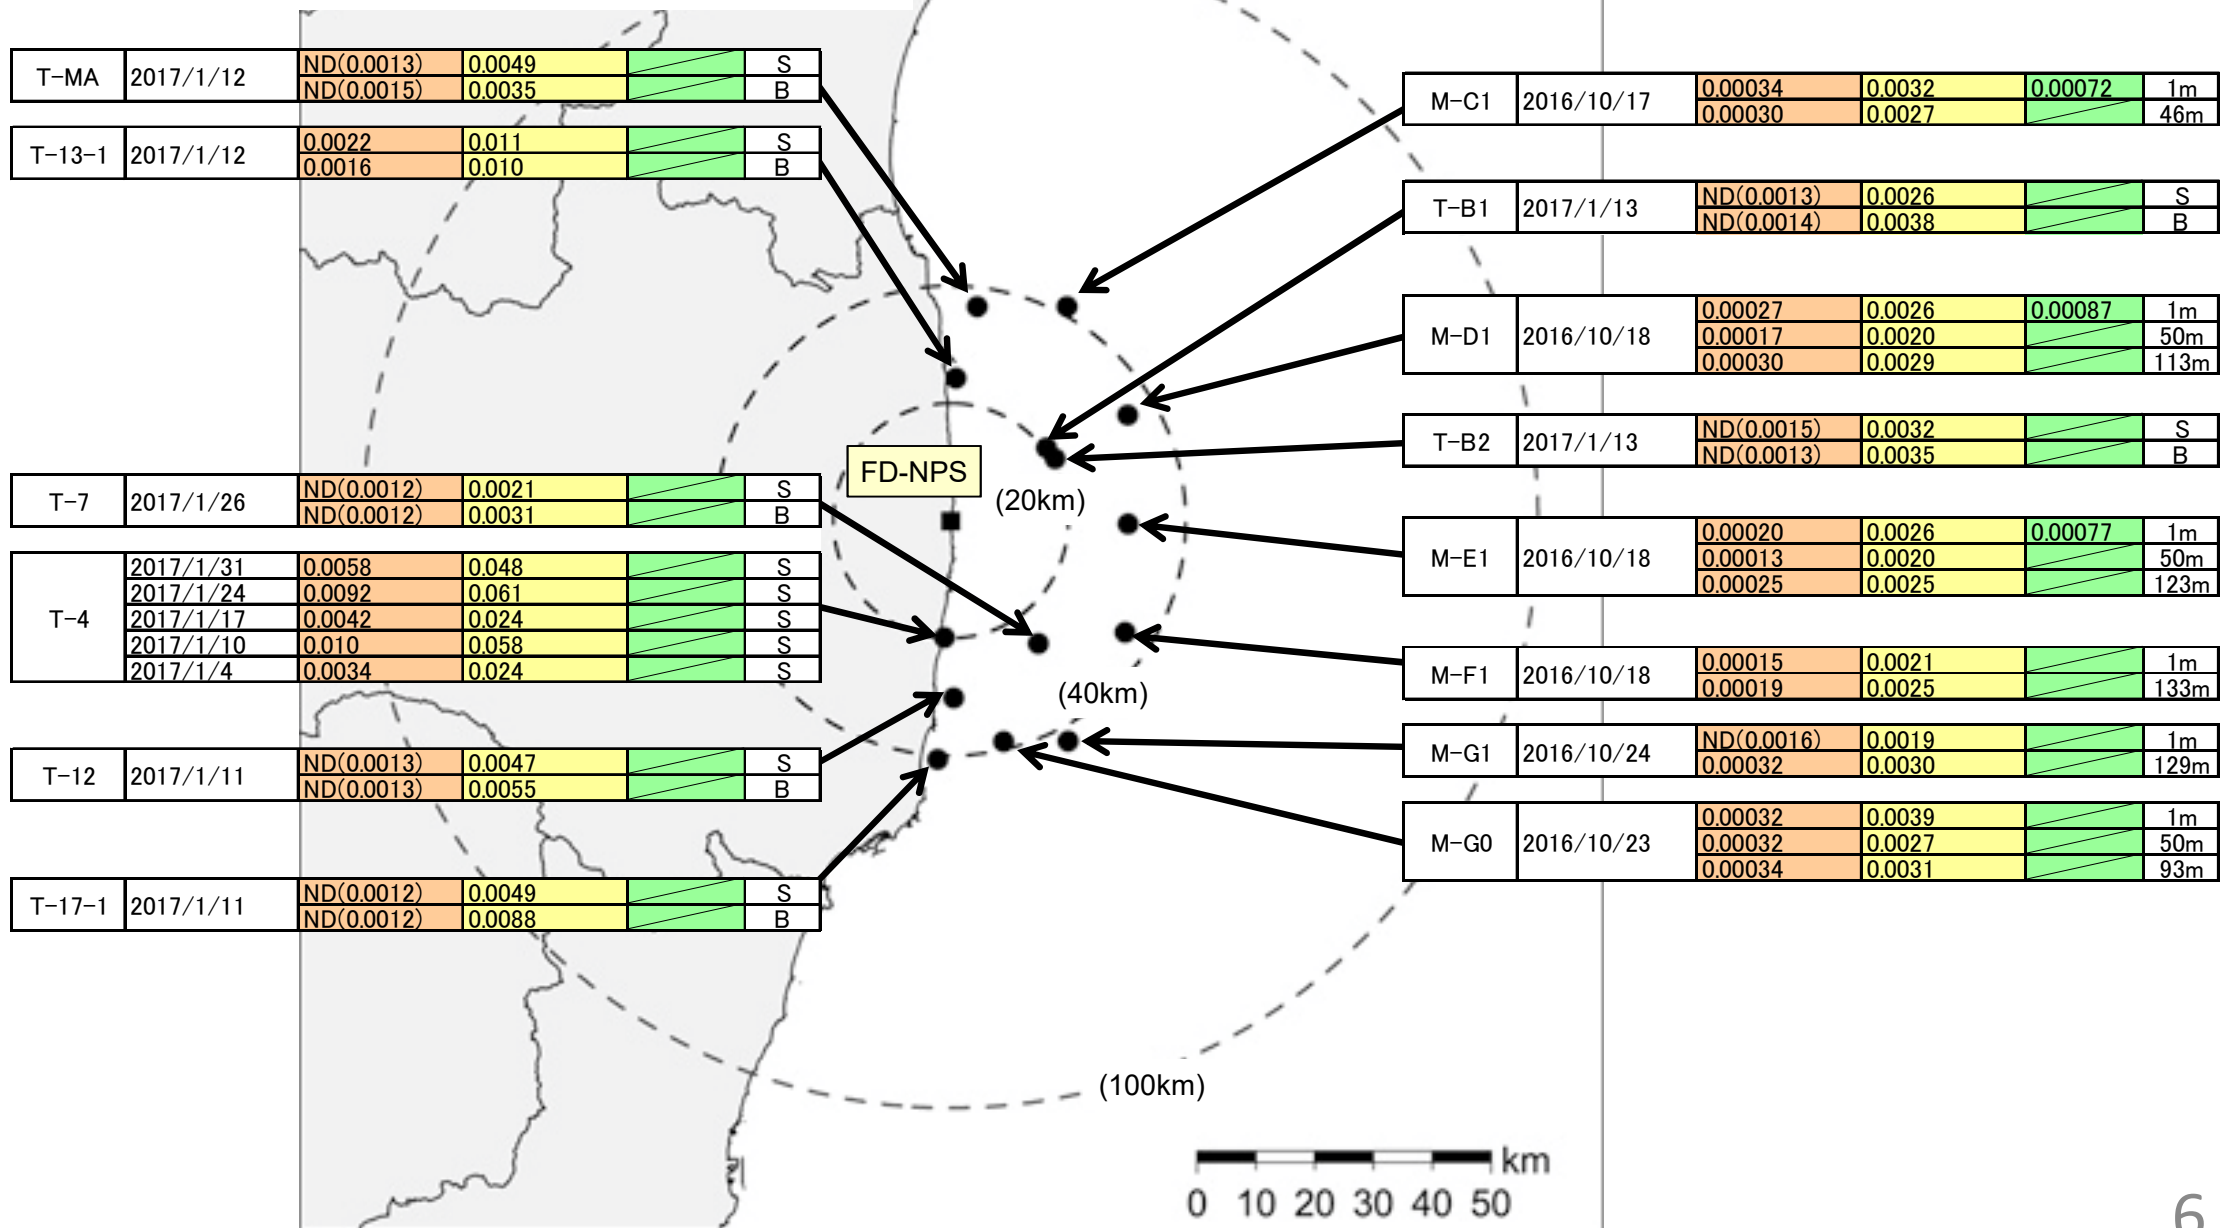 T-MA 2017/1/12 ND(0.0013) 0.0049 S
ND(0.0015) 0.0035 B
T-13-1 2017/1/12 0.0022 0.011 S
0.0016 0.010 B
T-7 2017/1/26 ND(0.0012) 0.0021 S
ND(0.0012) 0.0031 B
T-4 2017/1/31 0.0058 0.048 S
2017/1/24 0.0092 0.061 S
2017/1/17 0.0042 0.024 S
2017/1/10 0.010 0.058 S
2017/1/4 0.0034 0.024 S
T-12 2017/1/11 ND(0.0013) 0.0047 S
ND(0.0013) 0.0055 B
T-17-1 2017/1/11 ND(0.0012) 0.0049 S
ND(0.0012) 0.0088 B
FD-NPS
(20km)
(40km)
(100km)
M-C1 2016/10/17 0.00034 0.0032 0.00072 1m
0.00030 0.0027 46m
T-B1 2017/1/13 ND(0.0013) 0.0026 S
ND(0.0014) 0.0038 B
M-D1 2016/10/18 0.00027 0.0026 0.00087 1m
0.00017 0.0020 50m
0.00030 0.0029 113m
T-B2 2017/1/13 ND(0.0015) 0.0032 S
ND(0.0013) 0.0035 B
M-E1 2016/10/18 0.00020 0.0026 0.00077 1m
0.00013 0.0020 50m
0.00025 0.0025 123m
M-F1 2016/10/18 0.00015 0.0021 1m
0.00019 0.0025 133m
M-G1 2016/10/24 ND(0.0016) 0.0019 1m
0.00032 0.0030 129m
M-G0 2016/10/23 0.00032 0.0039 1m
0.00032 0.0027 50m
0.00034 0.0031 93m
km
0 10 20 30 40 50
6